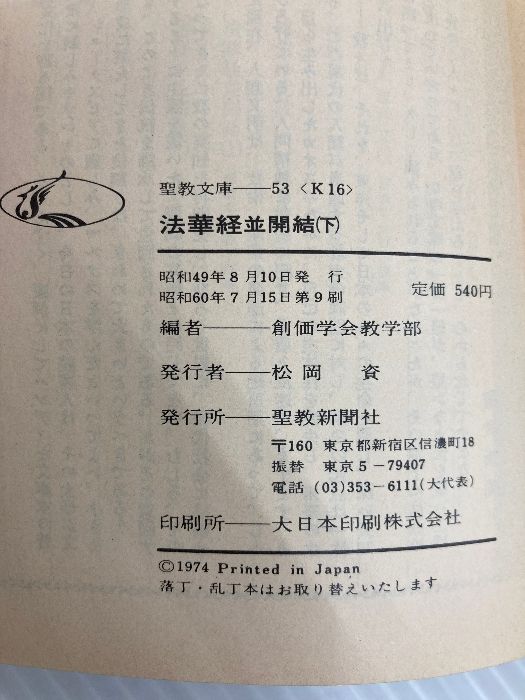 聖教文庫——53 〈K16〉
法華経並開結(下)
昭和49年8月10日発　行
昭和60年7月15日第9刷
定価 540円
編者————創価学会教学部
発行者——松岡　資
発行所——聖教新聞社
〒160 東京都新宿区信濃町18
振替　東京5－79407
電話　(03)353－6111(大代表)
印刷所——大日本印刷株式会社
©1974 Printed in Japan
落丁・乱丁本はお取り替えいたします